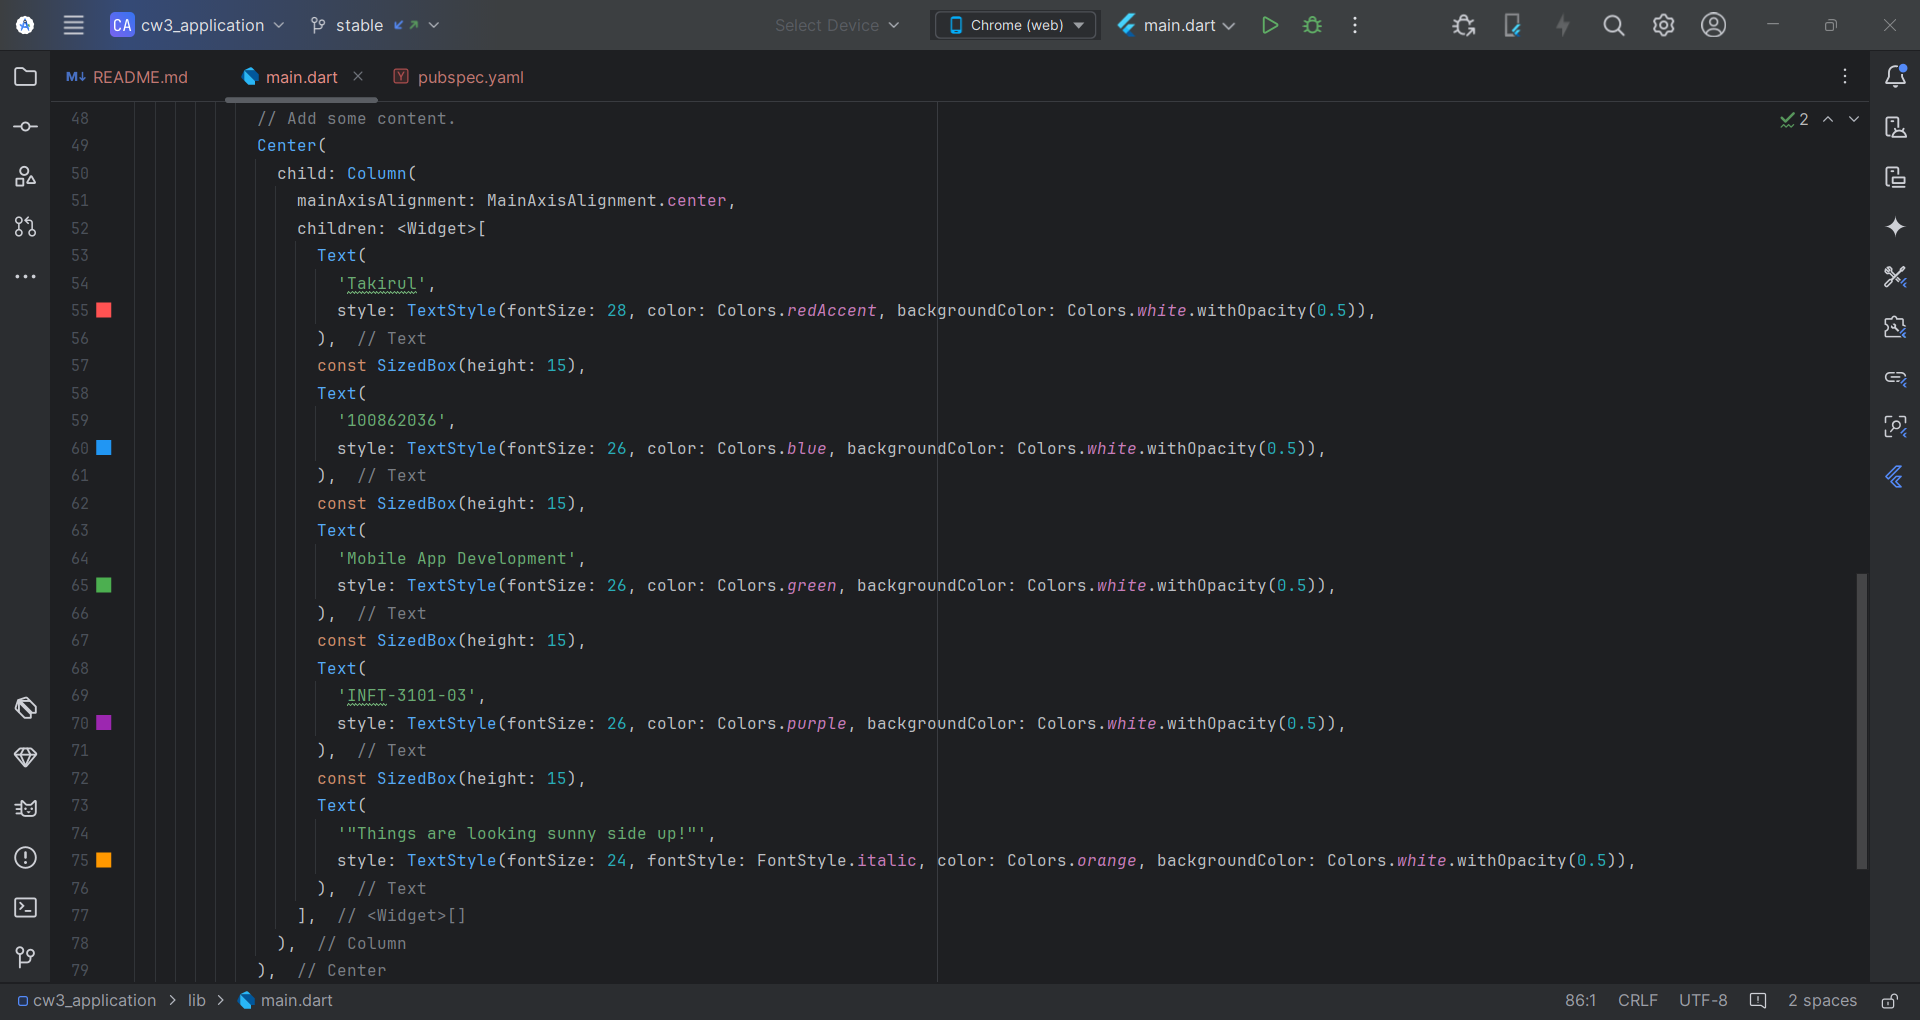 CA cw3_application stable Select Device Chrome (web) main.dart
M↓ README.md main.dart pubspec.yaml
48 // Add some content. 2
49 Center(
50 child: Column(
51 mainAxisAlignment: MainAxisAlignment.center,
52 children: <Widget>[
53 Text(
54 'Takirul',
55 style: TextStyle(fontSize: 28, color: Colors.redAccent, backgroundColor: Colors.white.withOpacity(0.5)),
56 ), // Text
57 const SizedBox(height: 15),
58 Text(
59 '100862036',
60 style: TextStyle(fontSize: 26, color: Colors.blue, backgroundColor: Colors.white.withOpacity(0.5)),
61 ), // Text
62 const SizedBox(height: 15),
63 Text(
64 'Mobile App Development',
65 style: TextStyle(fontSize: 26, color: Colors.green, backgroundColor: Colors.white.withOpacity(0.5)),
66 ), // Text
67 const SizedBox(height: 15),
68 Text(
69 'INFT-3101-03',
70 style: TextStyle(fontSize: 26, color: Colors.purple, backgroundColor: Colors.white.withOpacity(0.5)),
71 ), // Text
72 const SizedBox(height: 15),
73 Text(
74 '"Things are looking sunny side up!"',
75 style: TextStyle(fontSize: 24, fontStyle: FontStyle.italic, color: Colors.orange, backgroundColor: Colors.white.withOpacity(0.5)),
76 ), // Text
77 ], // <Widget>[]
78 ), // Column
79 ), // Center
cw3_application > lib > main.dart 86:1 CRLF UTF-8 2 spaces